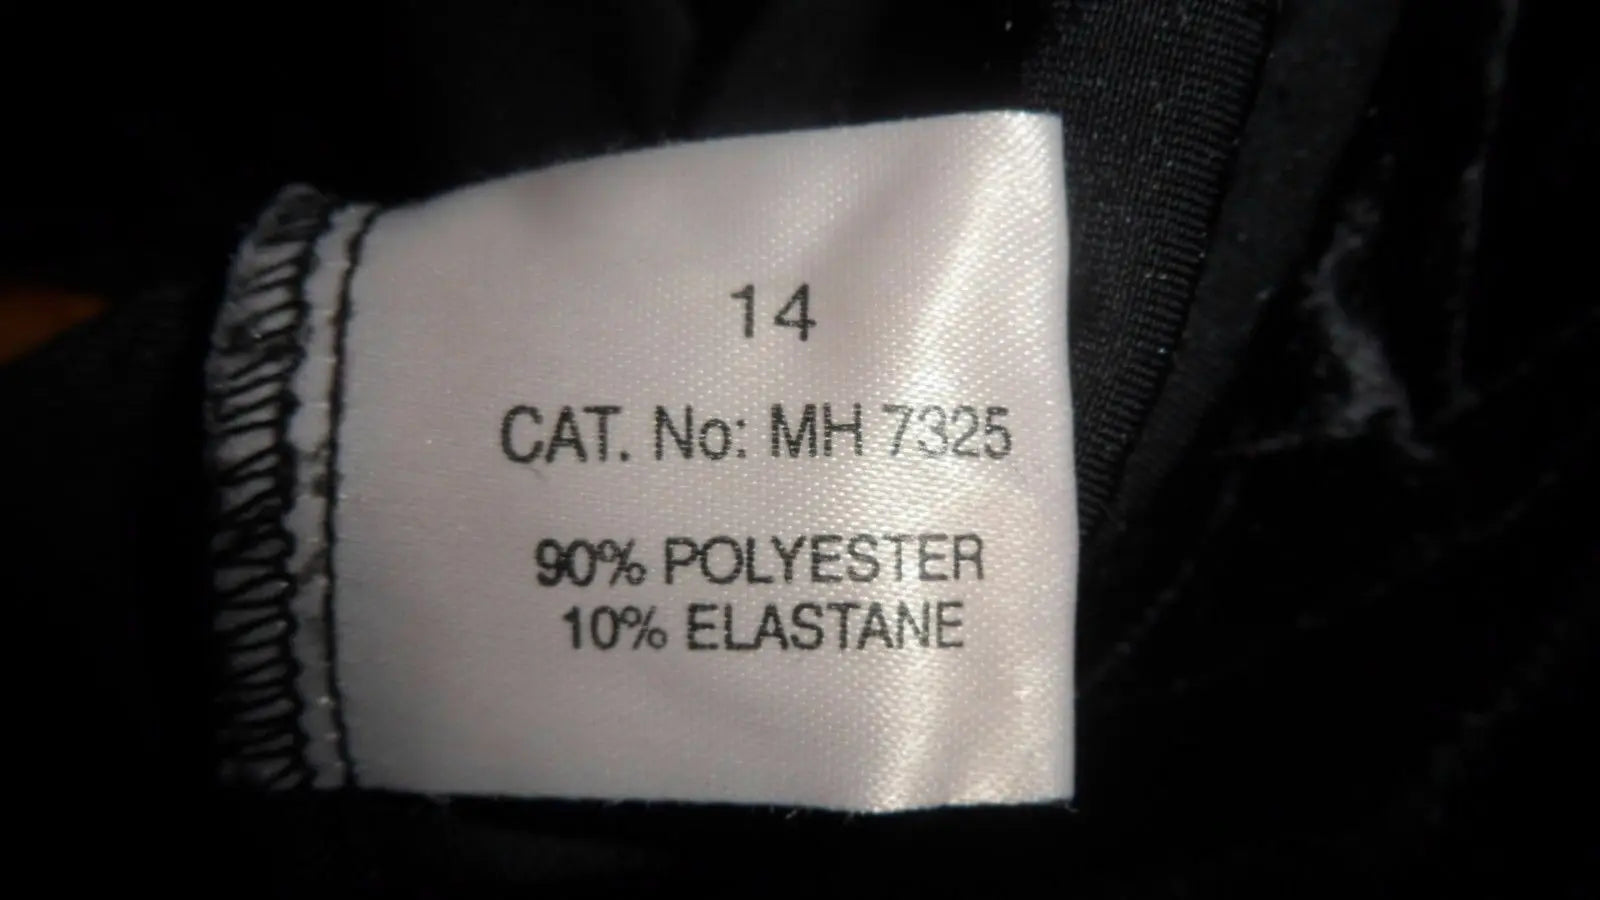 14
CAT. No: MH 7325
90% POLYESTER
10% ELASTANE